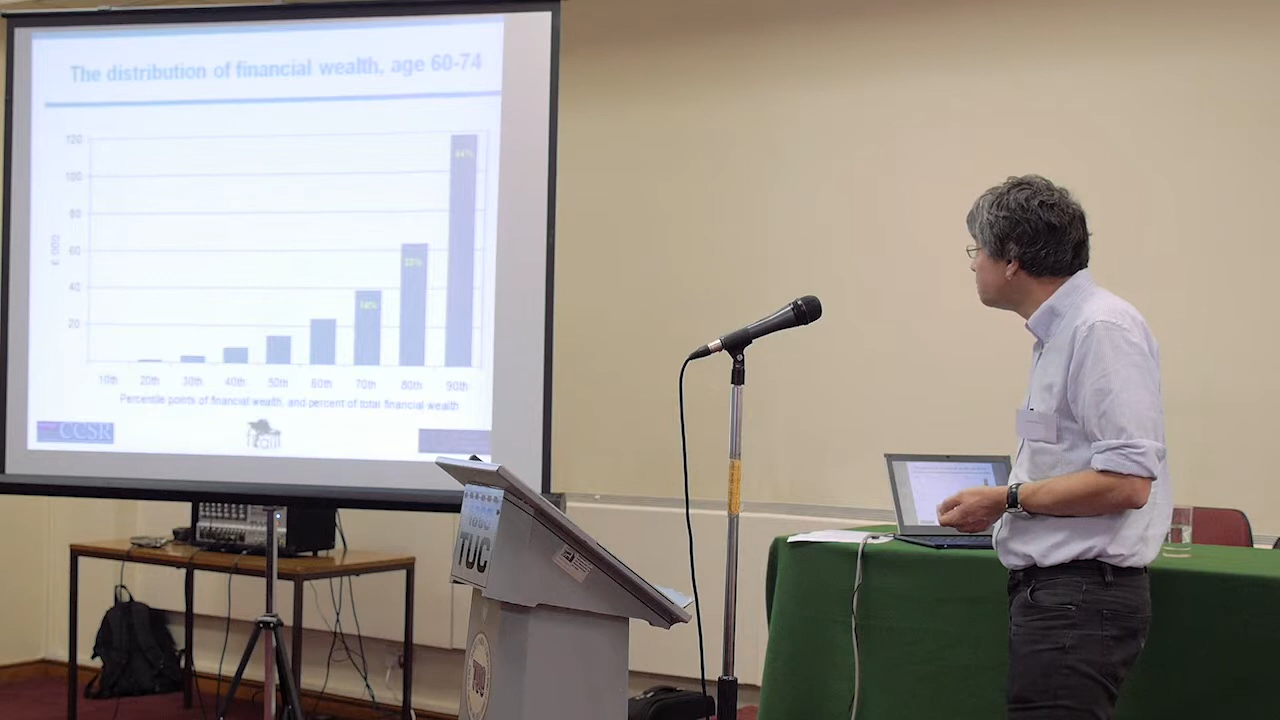 The distribution of financial wealth, age 60-74
120
100
80
60
40
20
£ 000
44%
23%
14%
10th 20th 30th 40th 50th 60th 70th 80th 90th
Percentile points of financial wealth, and percent of total financial wealth
CCSR
TUC
TUC